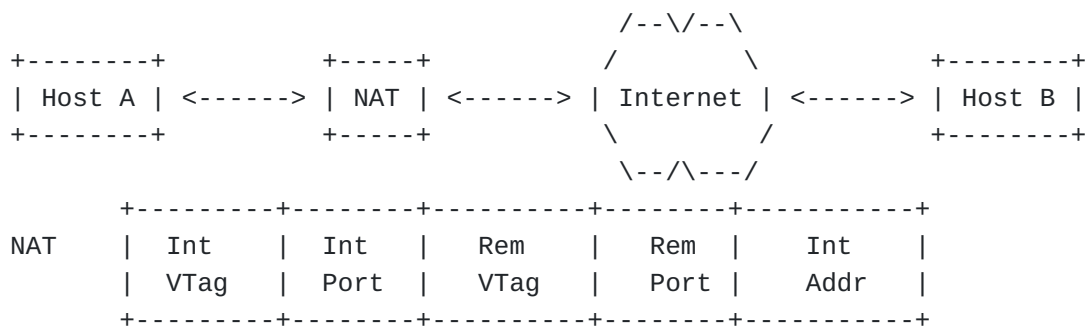 /--\/--\
+--------+          +-----+          /        \          +--------+
| Host A | <------> | NAT | <------> | Internet | <------> | Host B |
+--------+          +-----+          \         /          +--------+
                                      \--/\---/
       +---------+--------+----------+--------+-----------+
NAT    |  Int    |  Int   |   Rem    |   Rem  |    Int    |
       |  VTag   |  Port  |   VTag   |   Port |    Addr   |
       +---------+--------+----------+--------+-----------+